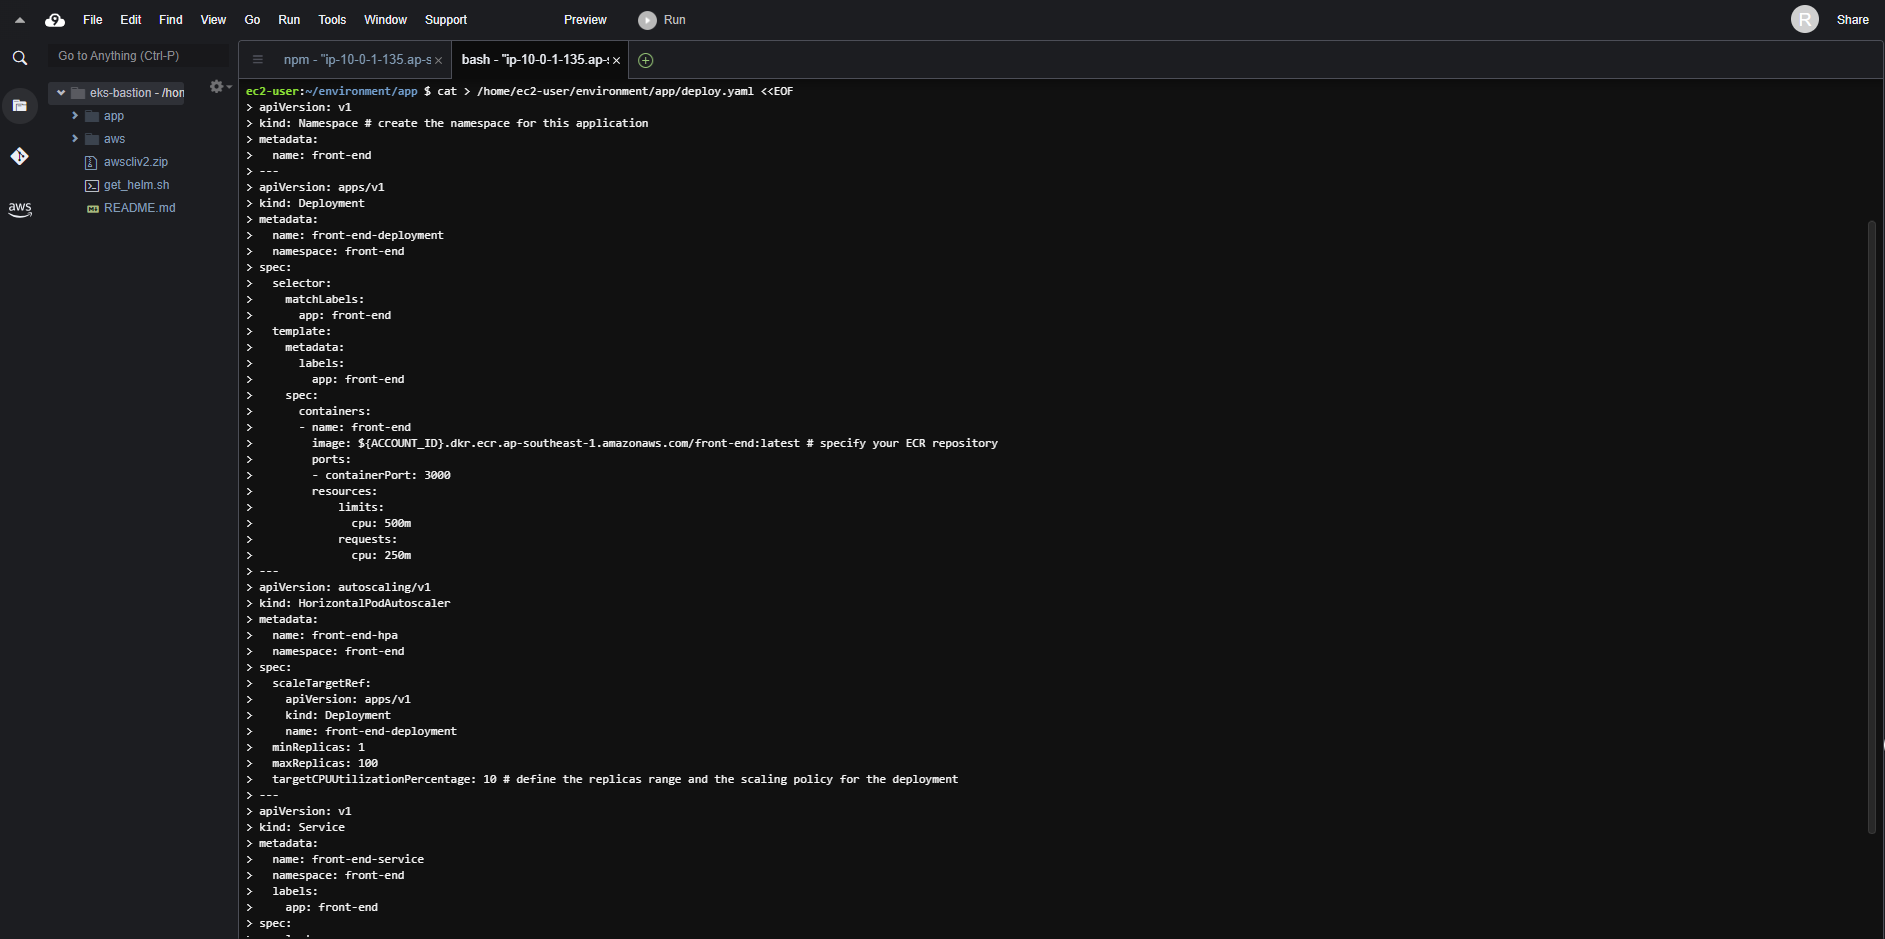 File Edit Find View Go Run Tools Window Support Preview Run R Share
Go to Anything (Ctrl-P)
npm - "ip-10-0-1-135.ap-s × bash - "ip-10-0-1-135.ap-s ×
eks-bastion - /hon
app
aws
awscliv2.zip
get_helm.sh
README.md
aws
ec2-user:~/environment/app $ cat > /home/ec2-user/environment/app/deploy.yaml <<EOF
> apiVersion: v1
> kind: Namespace # create the namespace for this application
> metadata:
>   name: front-end
> ---
> apiVersion: apps/v1
> kind: Deployment
> metadata:
>   name: front-end-deployment
>   namespace: front-end
> spec:
>   selector:
>     matchLabels:
>       app: front-end
>   template:
>     metadata:
>       labels:
>         app: front-end
>     spec:
>       containers:
>       - name: front-end
>         image: ${ACCOUNT_ID}.dkr.ecr.ap-southeast-1.amazonaws.com/front-end:latest # specify your ECR repository
>         ports:
>         - containerPort: 3000
>         resources:
>             limits:
>               cpu: 500m
>             requests:
>               cpu: 250m
> ---
> apiVersion: autoscaling/v1
> kind: HorizontalPodAutoscaler
> metadata:
>   name: front-end-hpa
>   namespace: front-end
> spec:
>   scaleTargetRef:
>     apiVersion: apps/v1
>     kind: Deployment
>     name: front-end-deployment
>   minReplicas: 1
>   maxReplicas: 100
>   targetCPUUtilizationPercentage: 10 # define the replicas range and the scaling policy for the deployment
> ---
> apiVersion: v1
> kind: Service
> metadata:
>   name: front-end-service
>   namespace: front-end
>   labels:
>     app: front-end
> spec: